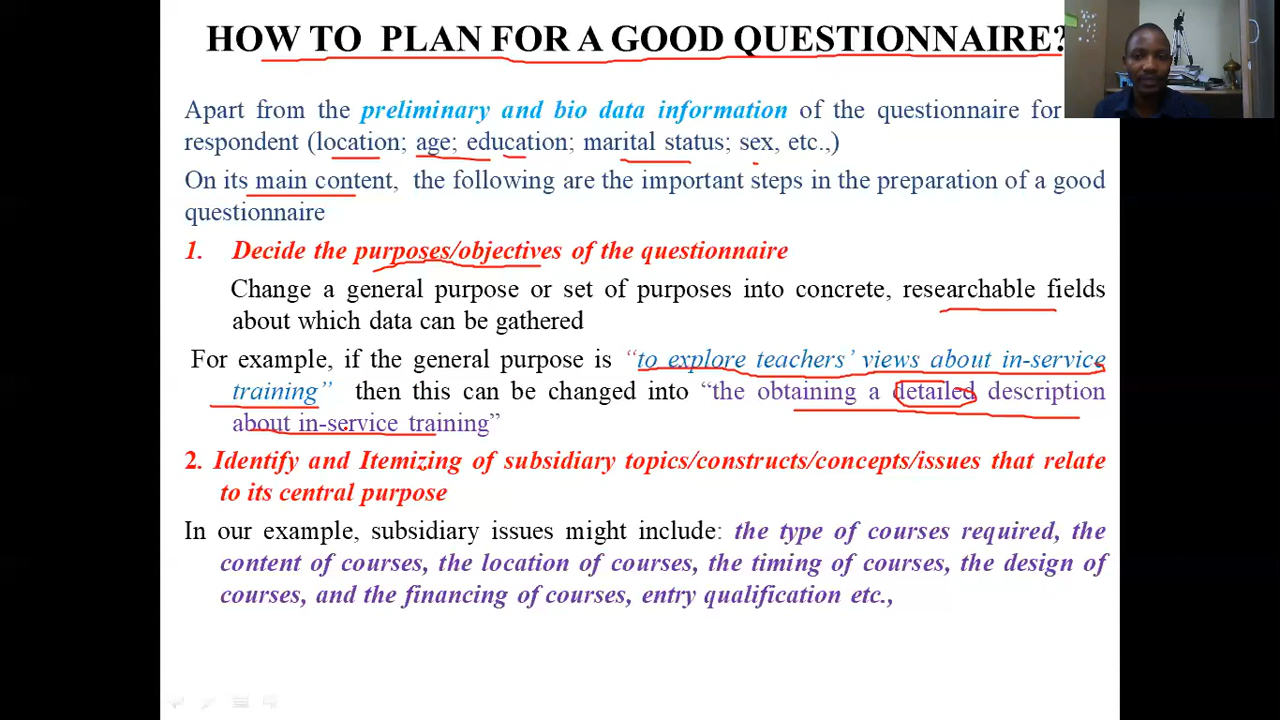 HOW TO PLAN FOR A GOOD QUESTIONNAIRE?
Apart from the preliminary and bio data information of the questionnaire for
respondent (location; age; education; marital status; sex, etc.,)
On its main content, the following are the important steps in the preparation of a good
questionnaire
1. Decide the purposes/objectives of the questionnaire
Change a general purpose or set of purposes into concrete, researchable fields
about which data can be gathered
For example, if the general purpose is “to explore teachers’ views about in-service
training” then this can be changed into “the obtaining a detailed description
about in-service training”
2. Identify and Itemizing of subsidiary topics/constructs/concepts/issues that relate
to its central purpose
In our example, subsidiary issues might include: the type of courses required, the
content of courses, the location of courses, the timing of courses, the design of
courses, and the financing of courses, entry qualification etc.,